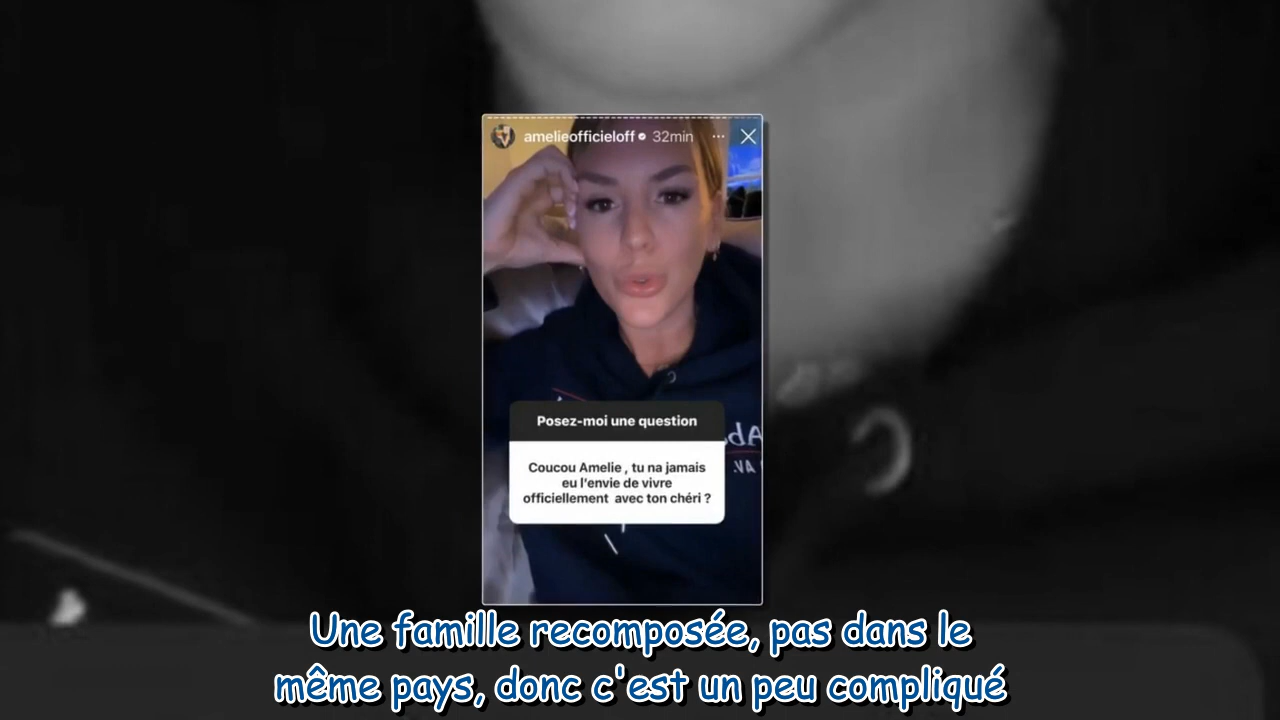 amelieofficieloff 32min
Posez-moi une question
Coucou Amelie , tu na jamais
eu l'envie de vivre
officiellement avec ton chéri ?
Une famille recomposée, pas dans le
même pays, donc c'est un peu compliqué